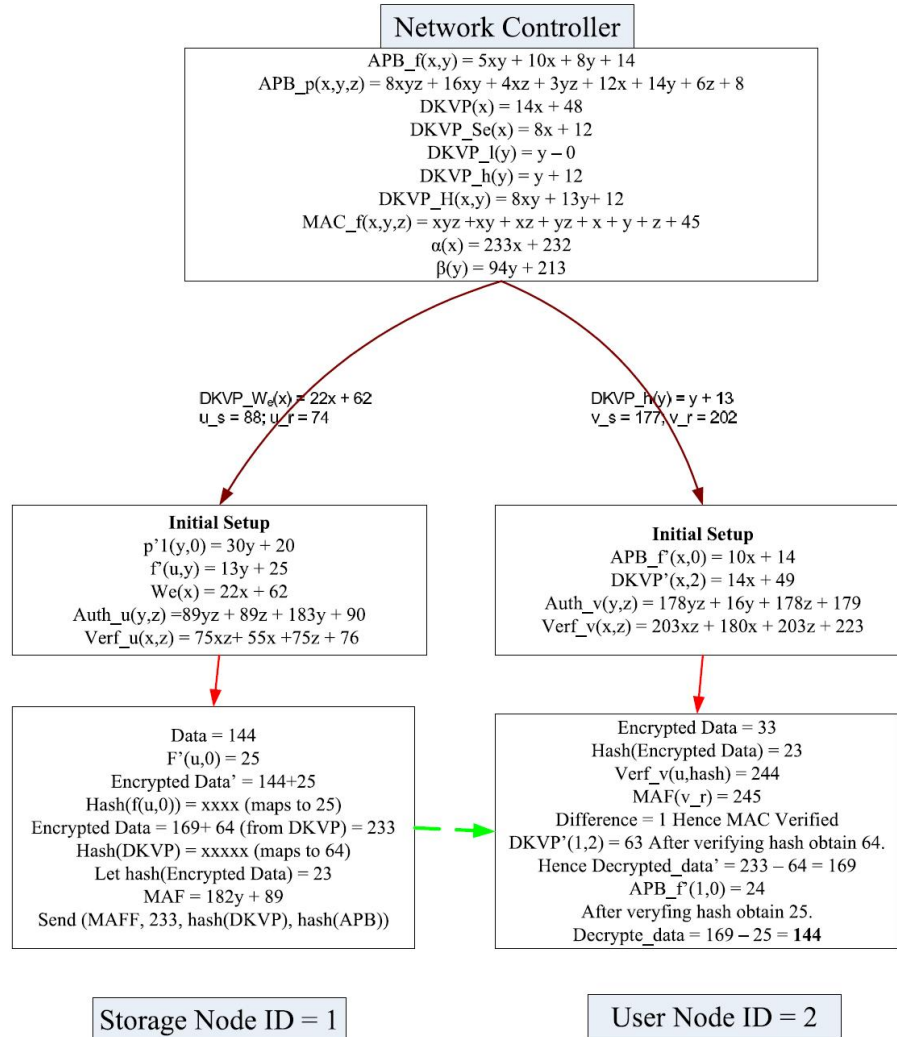 Network Controller
APB_f(x,y) = 5xy + 10x + 8y + 14
APB_p(x,y,z) = 8xyz + 16xy + 4xz + 3yz + 12x + 14y + 6z + 8
DKVP(x) = 14x + 48
DKVP_Se(x) = 8x + 12
DKVP_l(y) = y – 0
DKVP_h(y) = y + 12
DKVP_H(x,y) = 8xy + 13y+ 12
MAC_f(x,y,z) = xyz +xy + xz + yz + x + y + z + 45
α(x) = 233x + 232
β(y) = 94y + 213
DKVP_Wₑ(x) = 22x + 62
u_s = 88; u_r = 74
DKVP_h(y) = y + 13
v_s = 177, v_r = 202
Initial Setup
p'1(y,0) = 30y + 20
f'(u,y) = 13y + 25
We(x) = 22x + 62
Auth_u(y,z) =89yz + 89z + 183y + 90
Verf_u(x,z) = 75xz+ 55x +75z + 76
Initial Setup
APB_f'(x,0) = 10x + 14
DKVP'(x,2) = 14x + 49
Auth_v(y,z) = 178yz + 16y + 178z + 179
Verf_v(x,z) = 203xz + 180x + 203z + 223
Data = 144
F'(u,0) = 25
Encrypted Data' = 144+25
Hash(f(u,0)) = xxxx (maps to 25)
Encrypted Data = 169+ 64 (from DKVP) = 233
Hash(DKVP) = xxxxx (maps to 64)
Let hash(Encrypted Data) = 23
MAF = 182y + 89
Send (MAFF, 233, hash(DKVP), hash(APB))
Encrypted Data = 33
Hash(Encrypted Data) = 23
Verf_v(u,hash) = 244
MAF(v_r) = 245
Difference = 1 Hence MAC Verified
DKVP'(1,2) = 63 After verifying hash obtain 64.
Hence Decrypted_data' = 233 – 64 = 169
APB_f'(1,0) = 24
After veryfing hash obtain 25.
Decrypte_data = 169 – 25 = 144
Storage Node ID = 1
User Node ID = 2